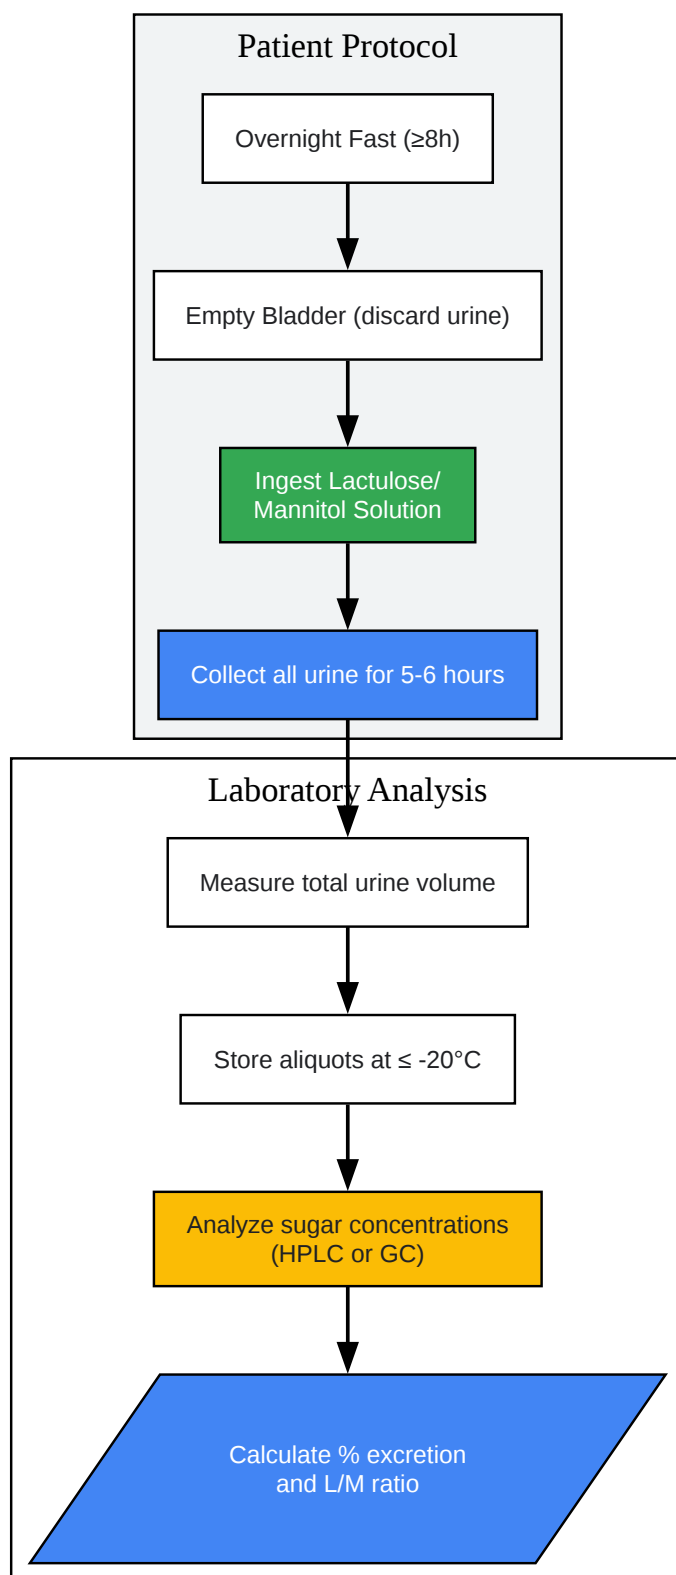 Patient Protocol
Overnight Fast (≥8h)
Empty Bladder (discard urine)
Ingest Lactulose/
Mannitol Solution
Collect all urine for 5-6 hours
Laboratory Analysis
Measure total urine volume
Store aliquots at ≤ -20°C
Analyze sugar concentrations
(HPLC or GC)
Calculate % excretion
and L/M ratio